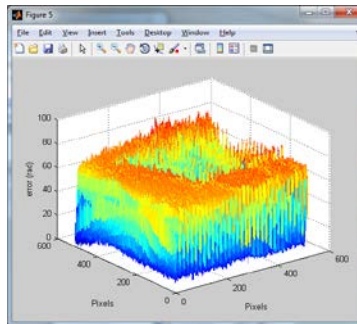 Figure 5
File Edit View Insert Tools Desktop Window Help
100
80
60
40
20
0
error (rad)
600
400
200
0
Pixels
0
200
400
600
Pixels